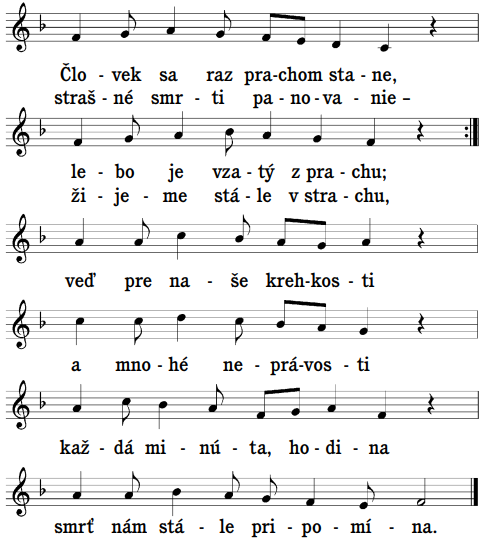 Člo - vek sa raz pra-chom sta-ne,
straš-né smr - ti pa-no-va-nie –
le-bo je vza-tý z pra-chu;
ži-je-me stá-le v stra-chu,
veď pre na - še kreh-kos - ti
a mno-hé ne-prá-vos-ti
kaž-dá mi-nú-ta, ho-di-na
smrť nám stá - le pri-po-mí-na.